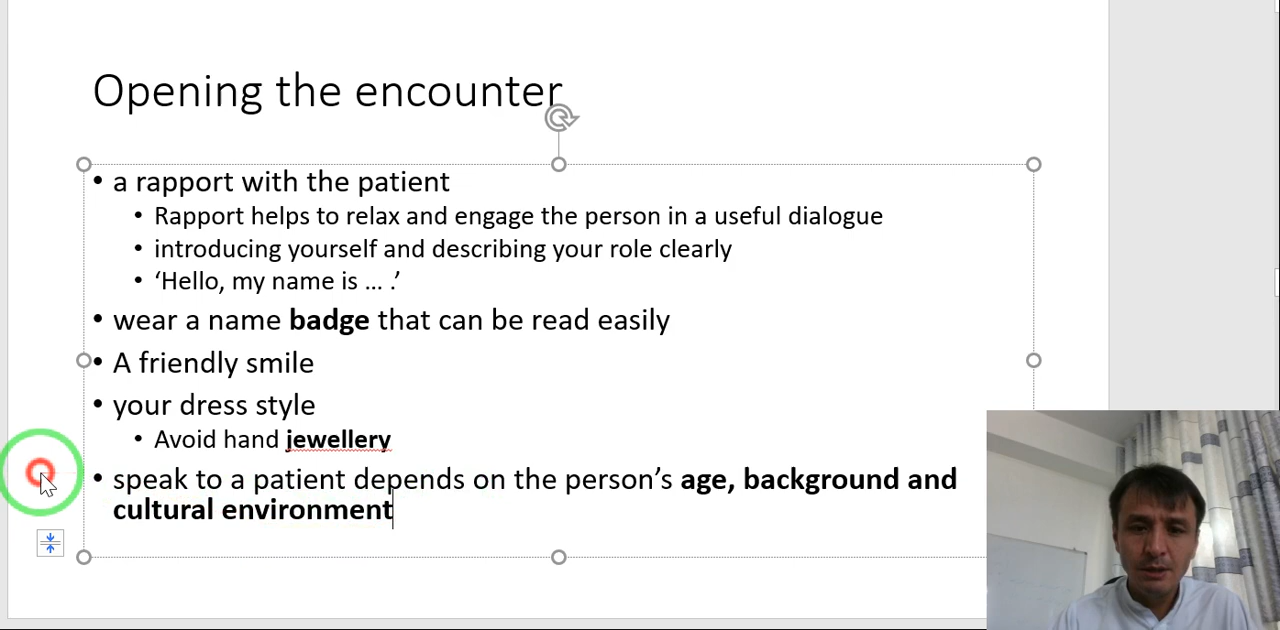 Opening the encounter
• a rapport with the patient
• Rapport helps to relax and engage the person in a useful dialogue
• introducing yourself and describing your role clearly
• ‘Hello, my name is ... .’
• wear a name badge that can be read easily
• A friendly smile
• your dress style
• Avoid hand jewellery
• speak to a patient depends on the person’s age, background and
cultural environment